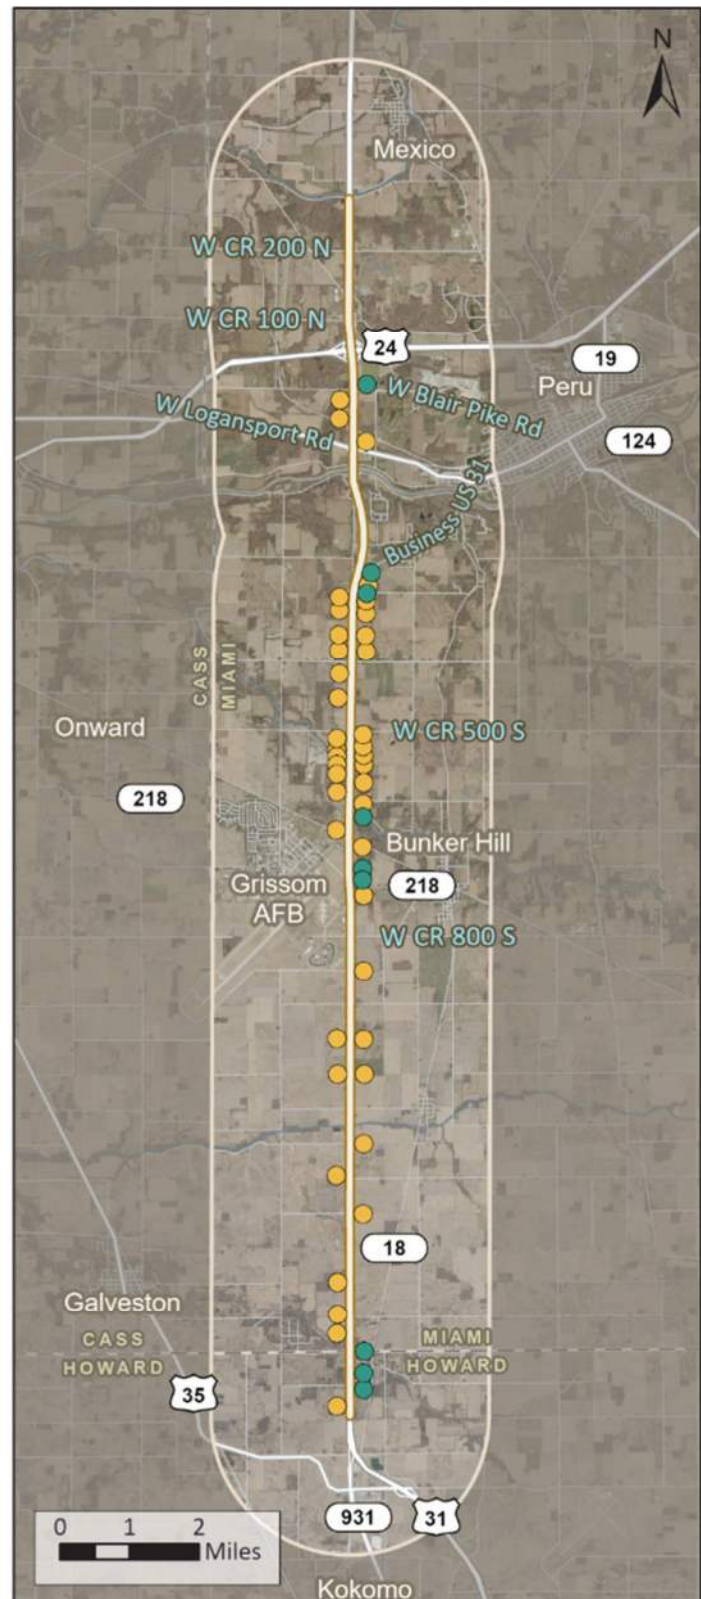 N
Mexico
W CR 200 N
W CR 100 N
24
19
W Blair Pike Rd
Peru
W Logansport Rd
124
Business US 31
CASS
MIAMI
Onward
W CR 500 S
218
Bunker Hill
Grissom
AFB
218
W CR 800 S
18
Galveston
CASS
HOWARD
MIAMI
HOWARD
35
931
31
0 1 2
Miles
Kokomo